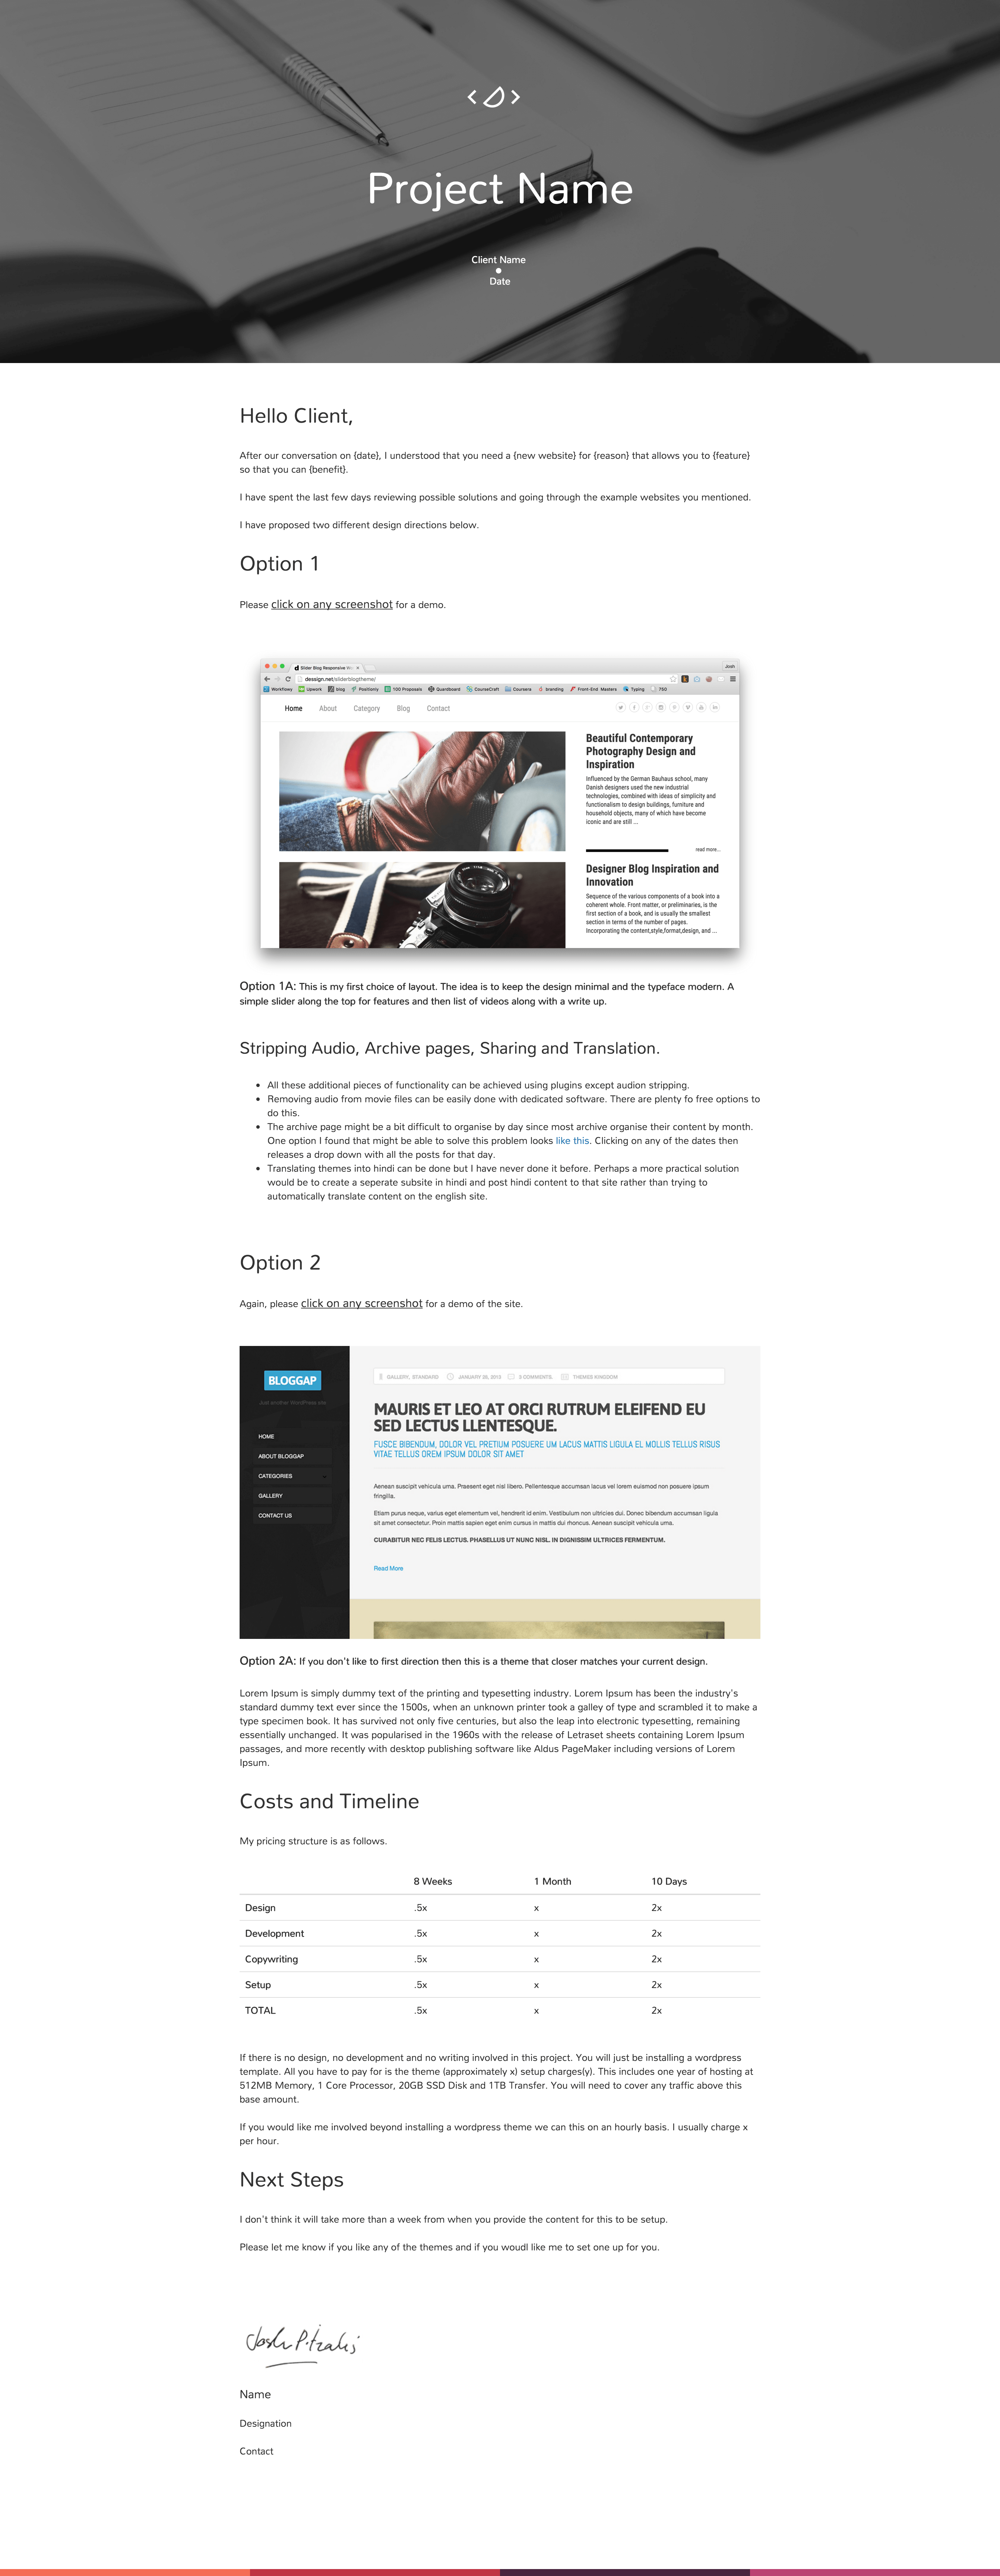 Project Name
Client Name
Date
Hello Client,
After our conversation on {date}, I understood that you need a {new website} for {reason} that allows you to {feature}
so that you can {benefit}.
I have spent the last few days reviewing possible solutions and going through the example websites you mentioned.
I have proposed two different design directions below.
Option 1
Please click on any screenshot for a demo.
Slider Blog Responsive Wo
Josh
dessign.net/sliderblogtheme/
Workflowy Upwork blog Positionly 100 Proposals Quardboard CourseCraft Coursera branding Front-End Masters Typing 750
Home About Category Blog Contact
Beautiful Contemporary
Photography Design and
Inspiration
Influenced by the German Bauhaus school, many
Danish designers used the new industrial
technologies, combined with ideas of simplicity and
functionalism to design buildings, furniture and
household objects, many of which have become
iconic and are still ...
read more...
Designer Blog Inspiration and
Innovation
Sequence of the various components of a book into a
coherent whole. Front matter, or preliminaries, is the
first section of a book, and is usually the smallest
section in terms of the number of pages.
Incorporating the content,style,format,design, and ...
Option 1A: This is my first choice of layout. The idea is to keep the design minimal and the typeface modern. A
simple slider along the top for features and then list of videos along with a write up.
Stripping Audio, Archive pages, Sharing and Translation.
• All these additional pieces of functionality can be achieved using plugins except audion stripping.
• Removing audio from movie files can be easily done with dedicated software. There are plenty fo free options to
do this.
• The archive page might be a bit difficult to organise by day since most archive organise their content by month.
One option I found that might be able to solve this problem looks like this. Clicking on any of the dates then
releases a drop down with all the posts for that day.
• Translating themes into hindi can be done but I have never done it before. Perhaps a more practical solution
would be to create a seperate subsite in hindi and post hindi content to that site rather than trying to
automatically translate content on the english site.
Option 2
Again, please click on any screenshot for a demo of the site.
BLOGGAP
Just another WordPress site
HOME
ABOUT BLOGGAP
CATEGORIES
GALLERY
CONTACT US
GALLERY, STANDARD JANUARY 28, 2013 3 COMMENTS. THEMES KINGDOM
MAURIS ET LEO AT ORCI RUTRUM ELEIFEND EU
SED LECTUS LLENTESQUE.
FUSCE BIBENDUM, DOLOR VEL PRETIUM POSUERE UM LACUS MATTIS LIGULA EL MOLLIS TELLUS RISUS
VITAE TELLUS OREM IPSUM DOLOR SIT AMET
Aenean suscipit vehicula uma. Praesent eget nisl libero. Pellentesque accumsan lacus vel lorem euismod non posuere ipsum
fringilla.
Etiam purus neque, varius eget elementum vel, hendrerit id enim. Vestibulum non ultricies dui. Donec bibendum accumsan ligula
sit amet consectetur. Proin mattis sapien eget enim cursus in mattis dui rhoncus. Aenean suscipit vehicula uma.
CURABITUR NEC FELIS LECTUS. PHASELLUS UT NUNC NISL. IN DIGNISSIM ULTRICES FERMENTUM.
Read More
Option 2A: If you don't like to first direction then this is a theme that closer matches your current design.
Lorem Ipsum is simply dummy text of the printing and typesetting industry. Lorem Ipsum has been the industry's
standard dummy text ever since the 1500s, when an unknown printer took a galley of type and scrambled it to make a
type specimen book. It has survived not only five centuries, but also the leap into electronic typesetting, remaining
essentially unchanged. It was popularised in the 1960s with the release of Letraset sheets containing Lorem Ipsum
passages, and more recently with desktop publishing software like Aldus PageMaker including versions of Lorem
Ipsum.
Costs and Timeline
My pricing structure is as follows.
8 Weeks 1 Month 10 Days
Design .5x x 2x
Development .5x x 2x
Copywriting .5x x 2x
Setup .5x x 2x
TOTAL .5x x 2x
If there is no design, no development and no writing involved in this project. You will just be installing a wordpress
template. All you have to pay for is the theme (approximately x) setup charges(y). This includes one year of hosting at
512MB Memory, 1 Core Processor, 20GB SSD Disk and 1TB Transfer. You will need to cover any traffic above this
base amount.
If you would like me involved beyond installing a wordpress theme we can this on an hourly basis. I usually charge x
per hour.
Next Steps
I don't think it will take more than a week from when you provide the content for this to be setup.
Please let me know if you like any of the themes and if you woudl like me to set one up for you.
Josh Pitzalis
Name
Designation
Contact